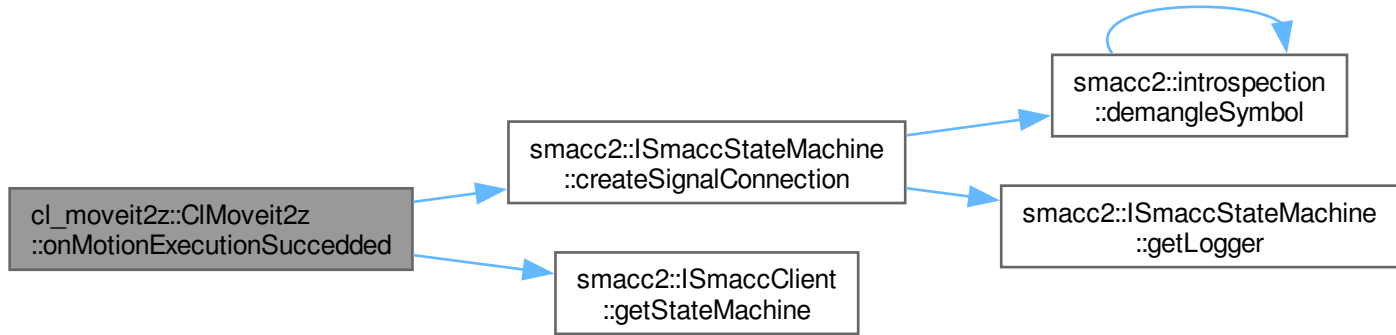 cl_moveit2z::ClMoveit2z
::onMotionExecutionSuccedded
smacc2::ISmaccStateMachine
::createSignalConnection
smacc2::introspection
::demangleSymbol
smacc2::ISmaccStateMachine
::getLogger
smacc2::ISmaccClient
::getStateMachine